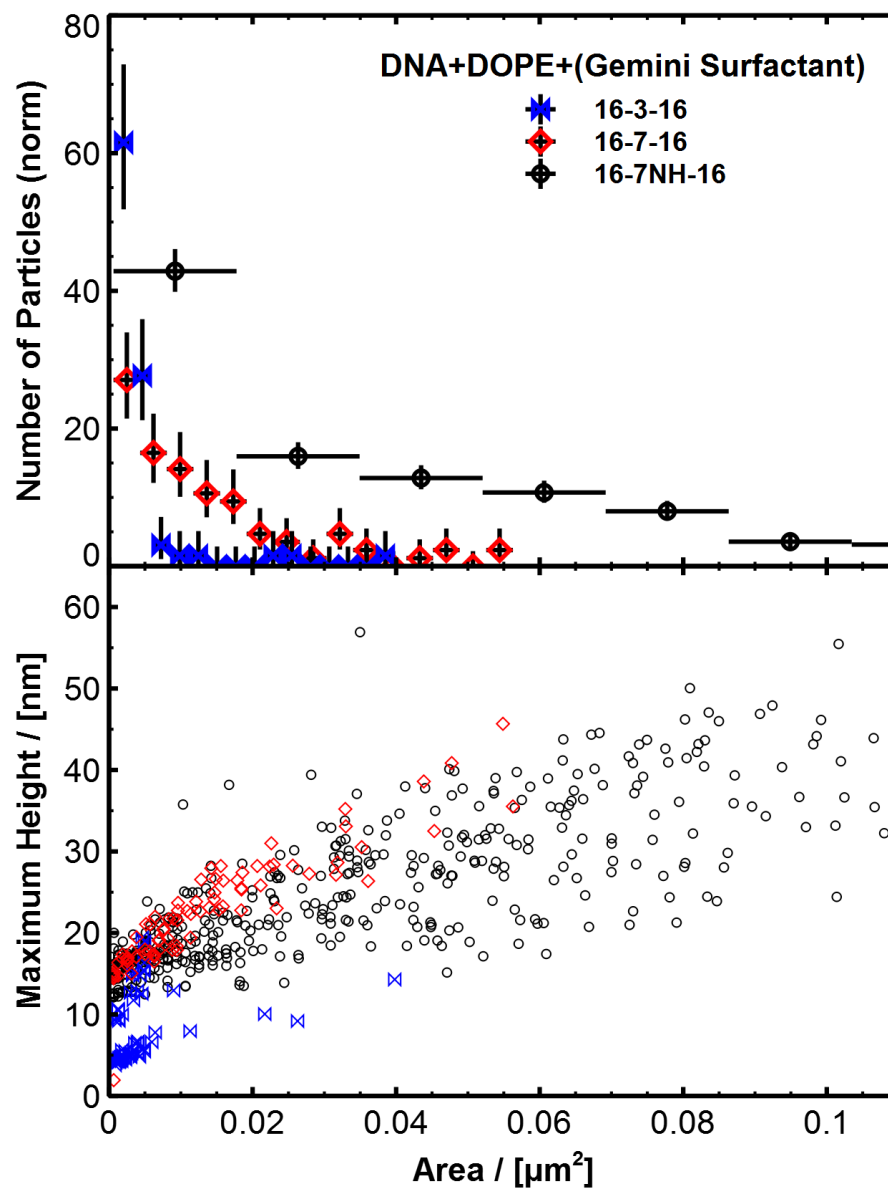 80
60
40
20
0
Number of Particles (norm)
DNA+DOPE+(Gemini Surfactant)
16-3-16
16-7-16
16-7NH-16
60
50
40
30
20
10
0
Maximum Height / [nm]
0 0.02 0.04 0.06 0.08 0.1
Area / [µm²]